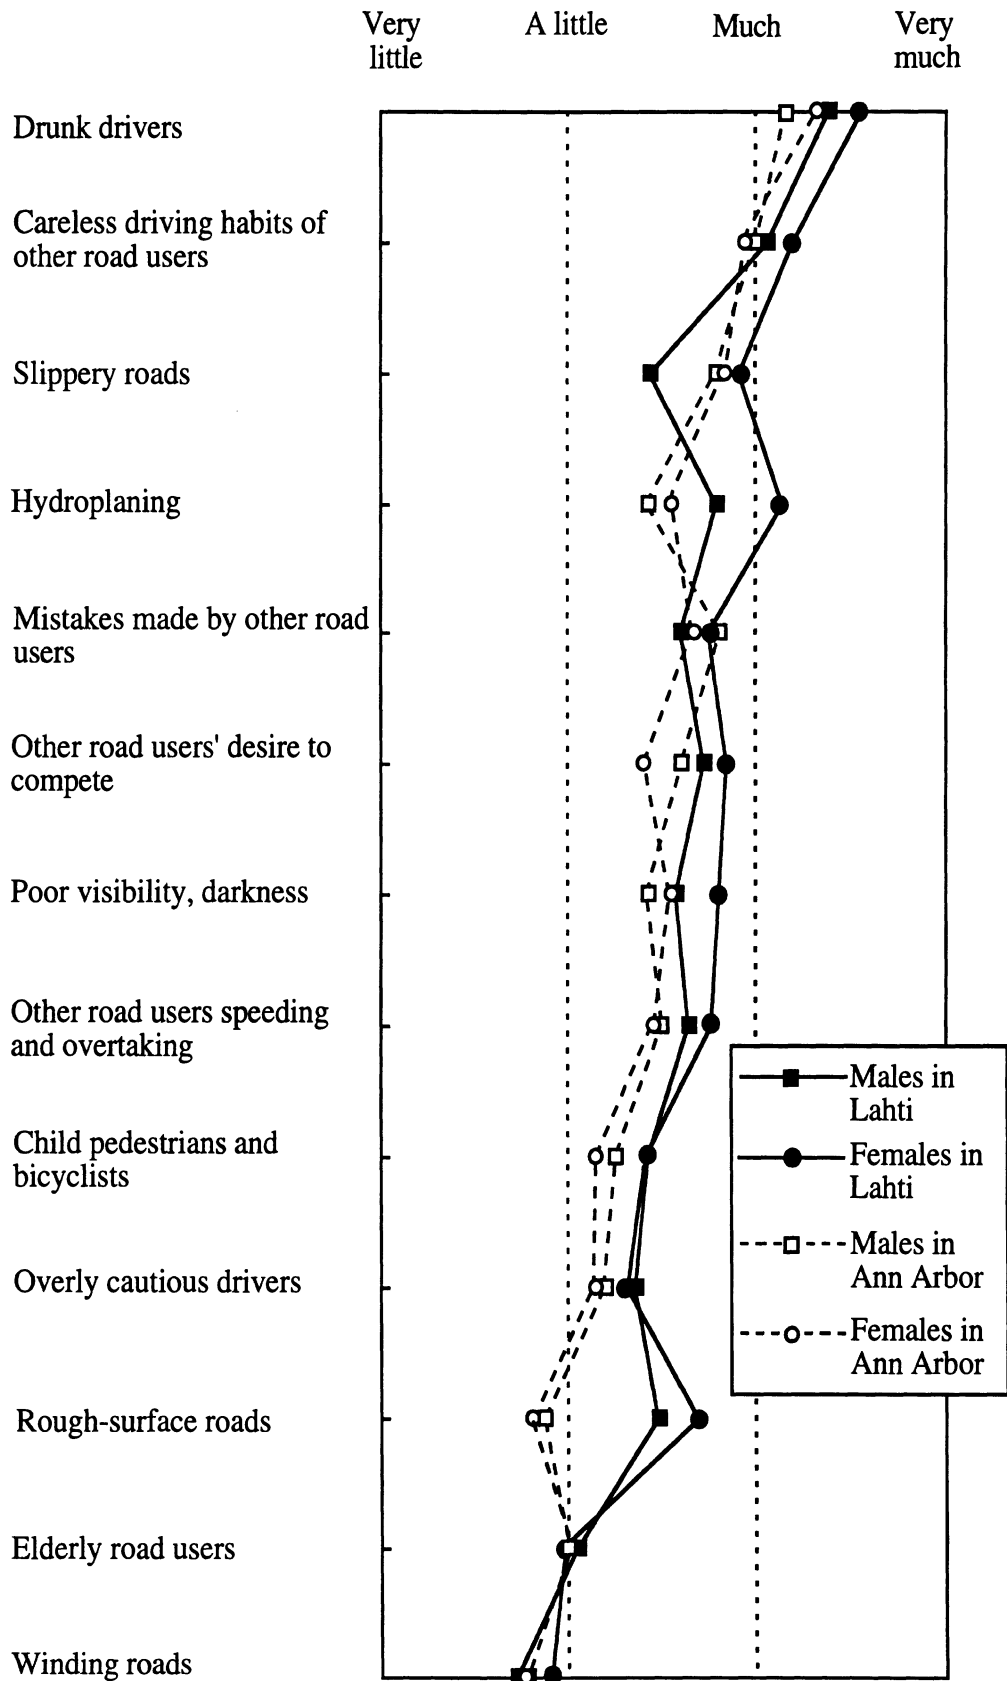 Very
little
A little
Much
Very
much
Drunk drivers
Careless driving habits of
other road users
Slippery roads
Hydroplaning
Mistakes made by other road
users
Other road users' desire to
compete
Poor visibility, darkness
Other road users speeding
and overtaking
Child pedestrians and
bicyclists
Overly cautious drivers
Rough-surface roads
Elderly road users
Winding roads
Males in
Lahti
Females in
Lahti
Males in
Ann Arbor
Females in
Ann Arbor